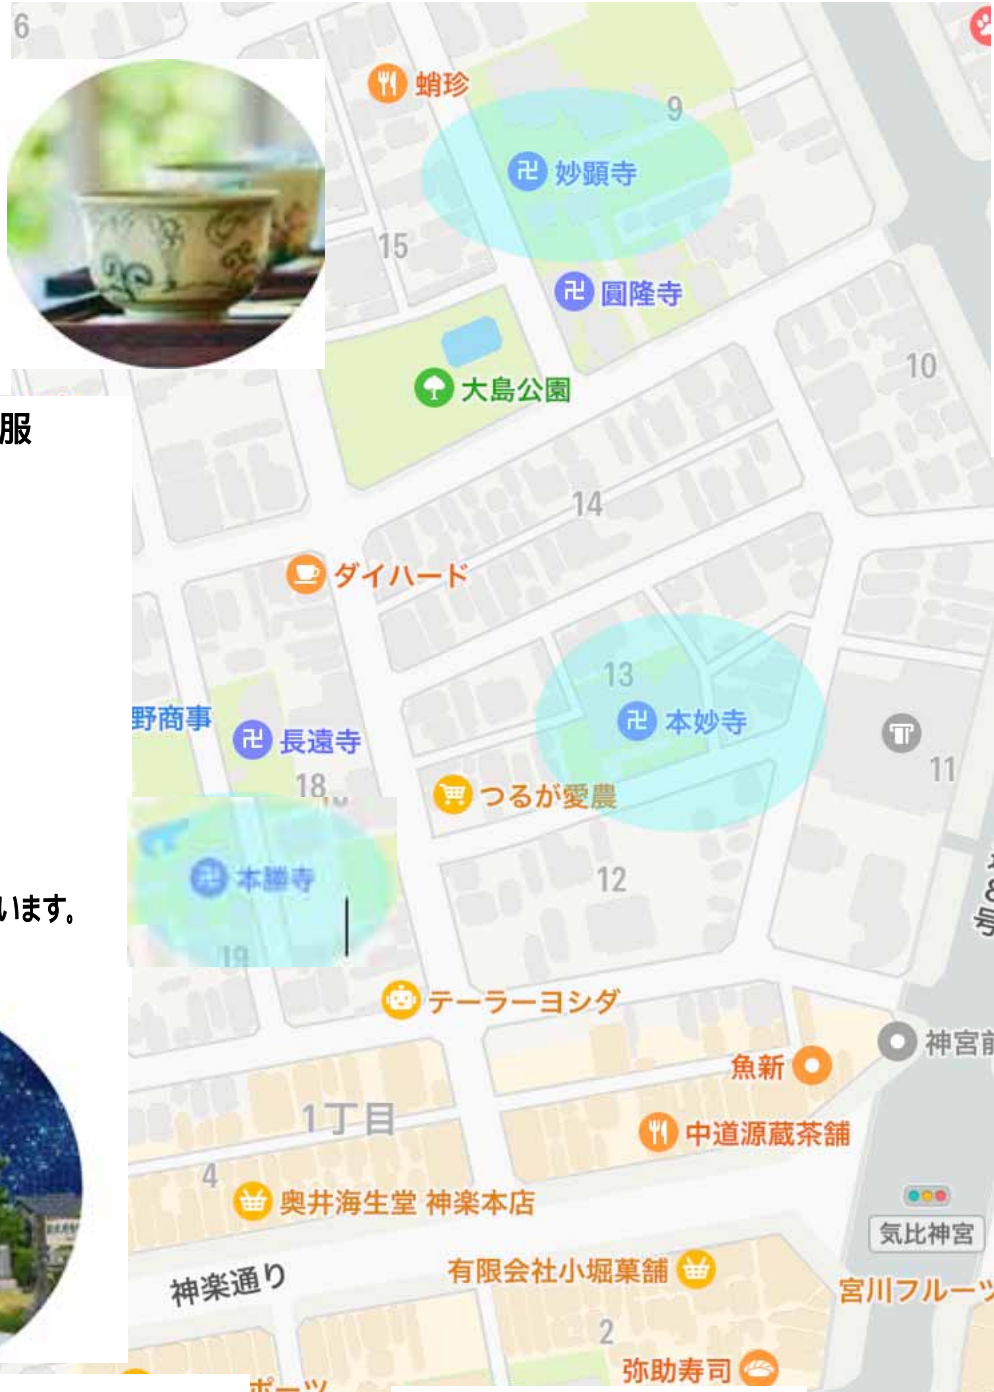 6
蛸珍
9
妙顕寺
15
圓隆寺
10
大島公園
服
14
ダイハード
13
野商事
本妙寺
長遠寺
11
18
つるが愛農
12
本勝寺
います。
号
19
テーラーヨシダ
神宮前
魚新
1丁目
中道源蔵茶舗
4
奥井海生堂 神楽本店
気比神宮
有限会社小堀菓舗
神楽通り
宮川フルーツ
2
弥助寿司
ポーツ